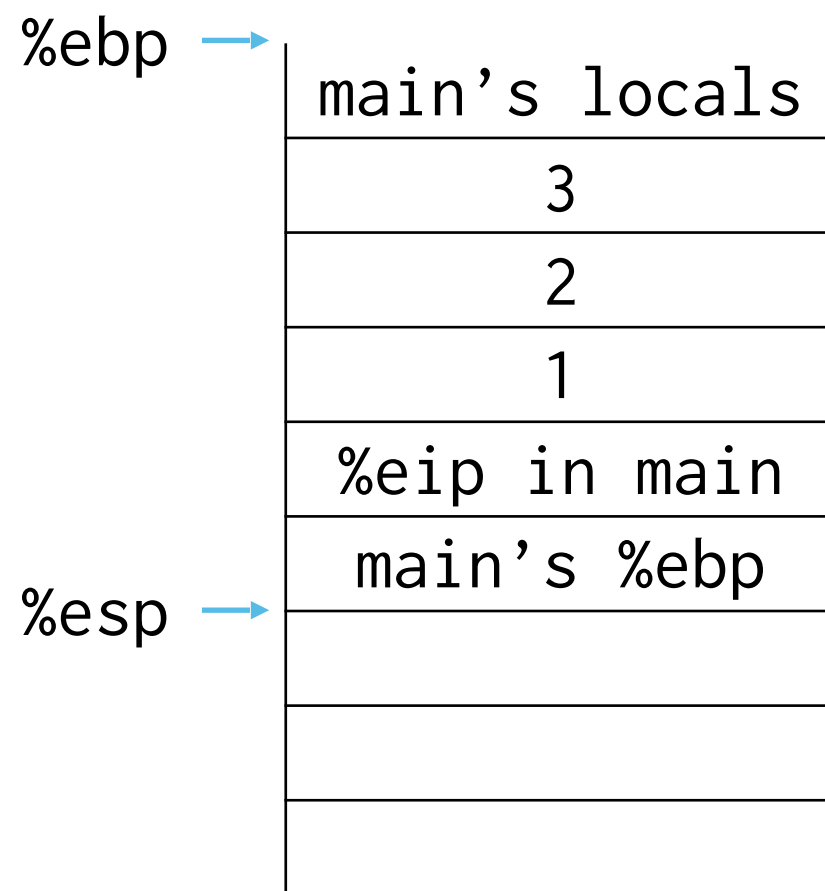 %ebp
main’s locals
3
2
1
%eip in main
main’s %ebp
%esp